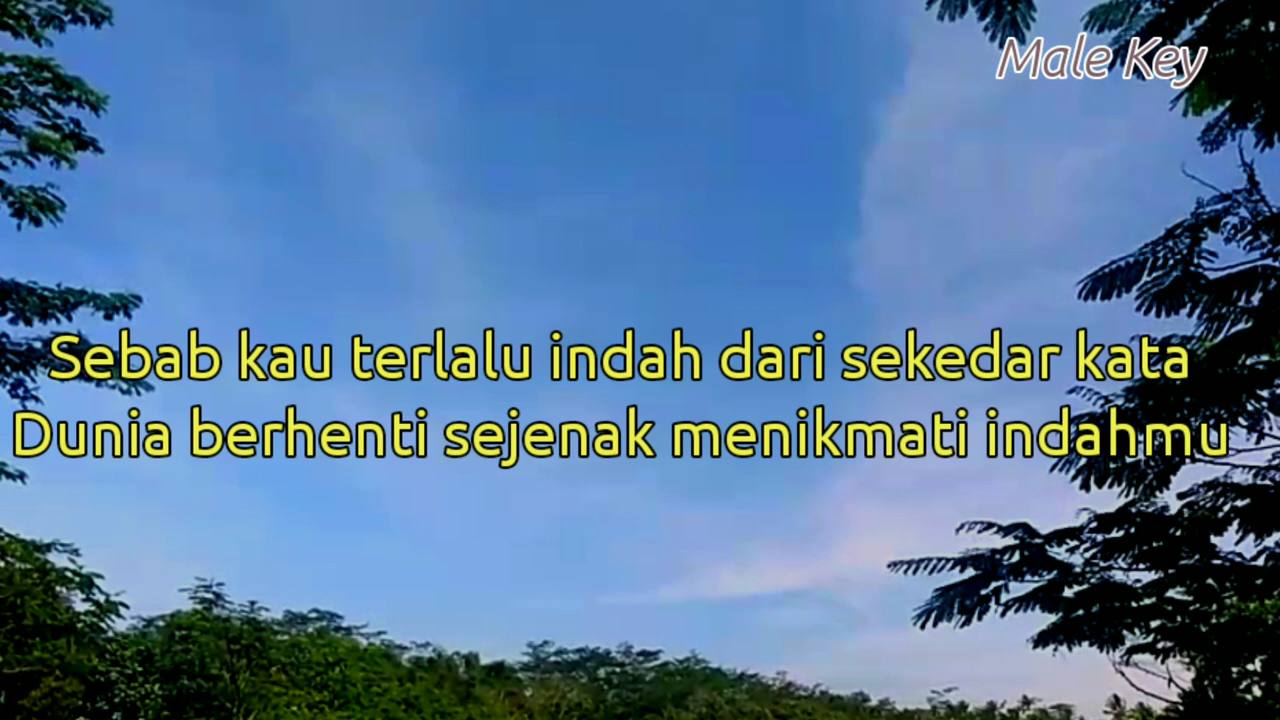 Male Key
Sebab kau terlalu indah dari sekedar kata
Dunia berhenti sejenak menikmati indahmu